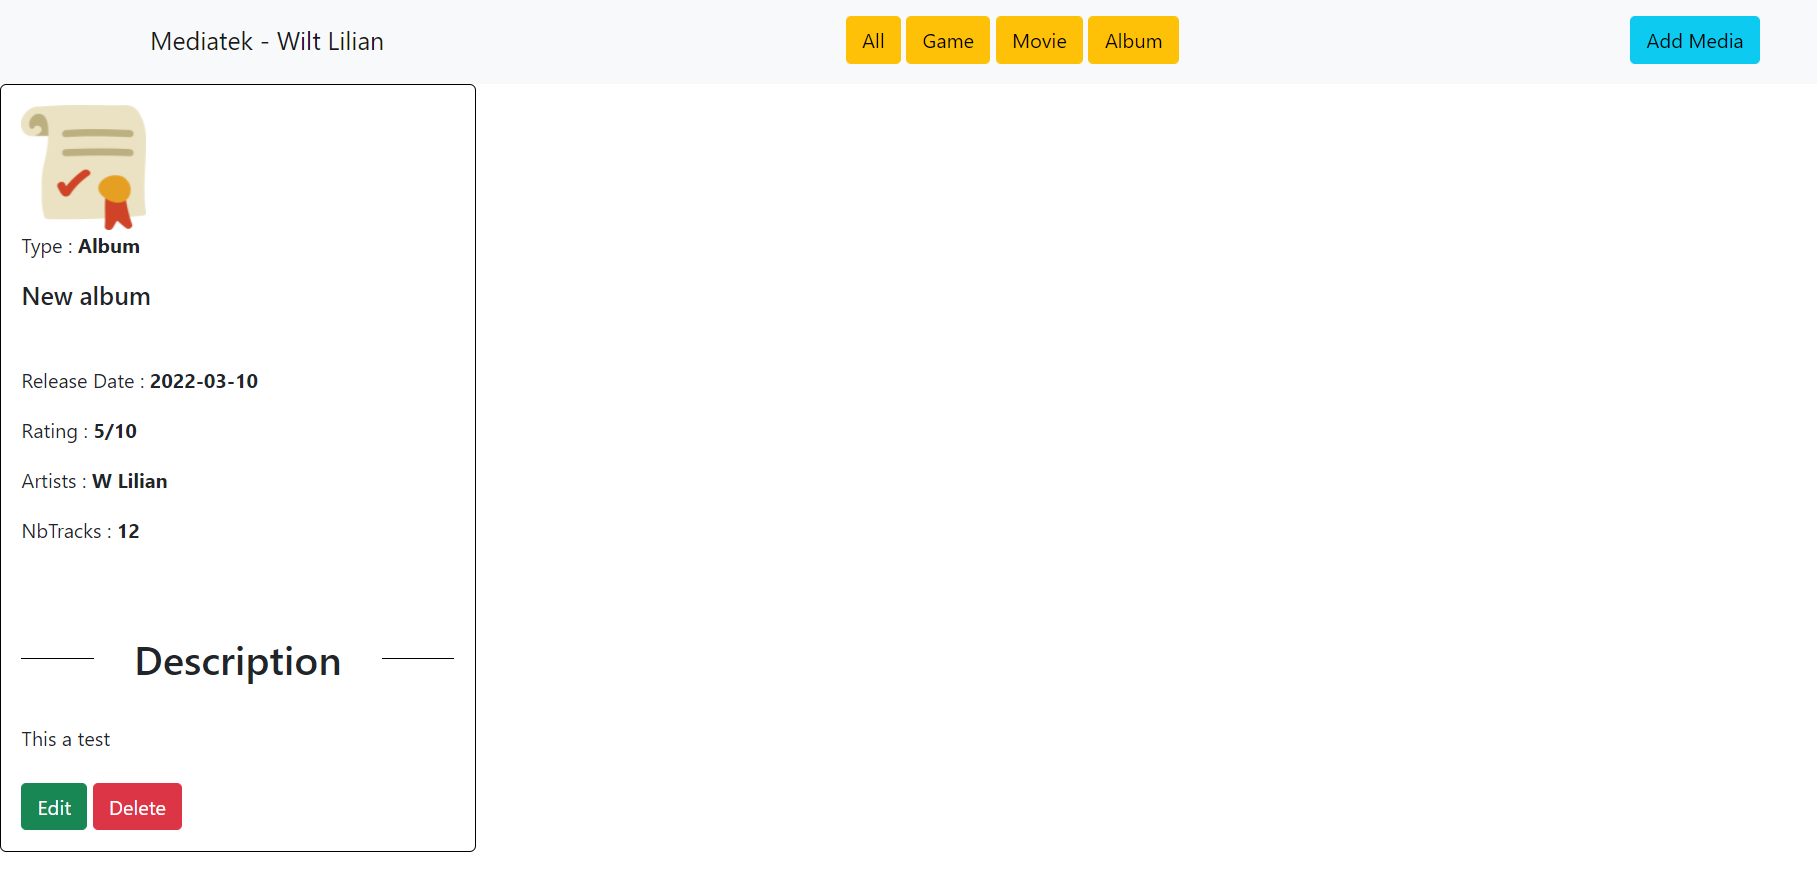 Mediatek - Wilt Lilian
All Game Movie Album
Add Media
Type : Album
New album
Release Date : 2022-03-10
Rating : 5/10
Artists : W Lilian
NbTracks : 12
Description
This a test
Edit Delete